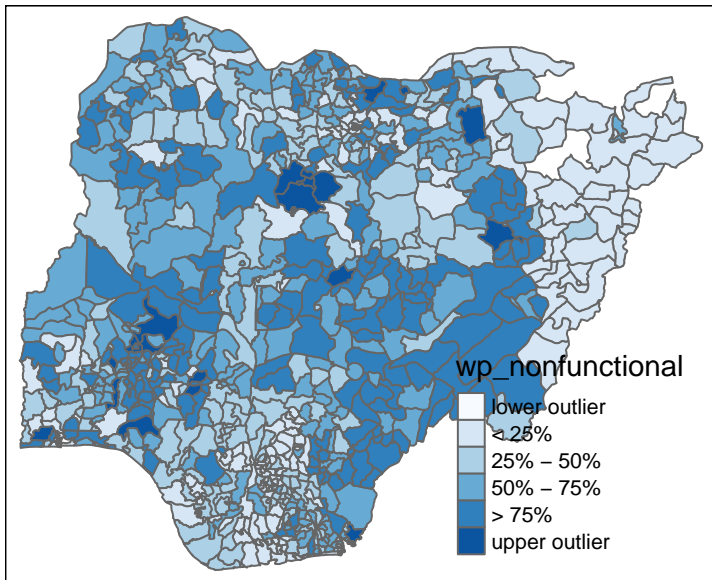 wp_nonfunctional
lower outlier
< 25%
25% − 50%
50% − 75%
> 75%
upper outlier